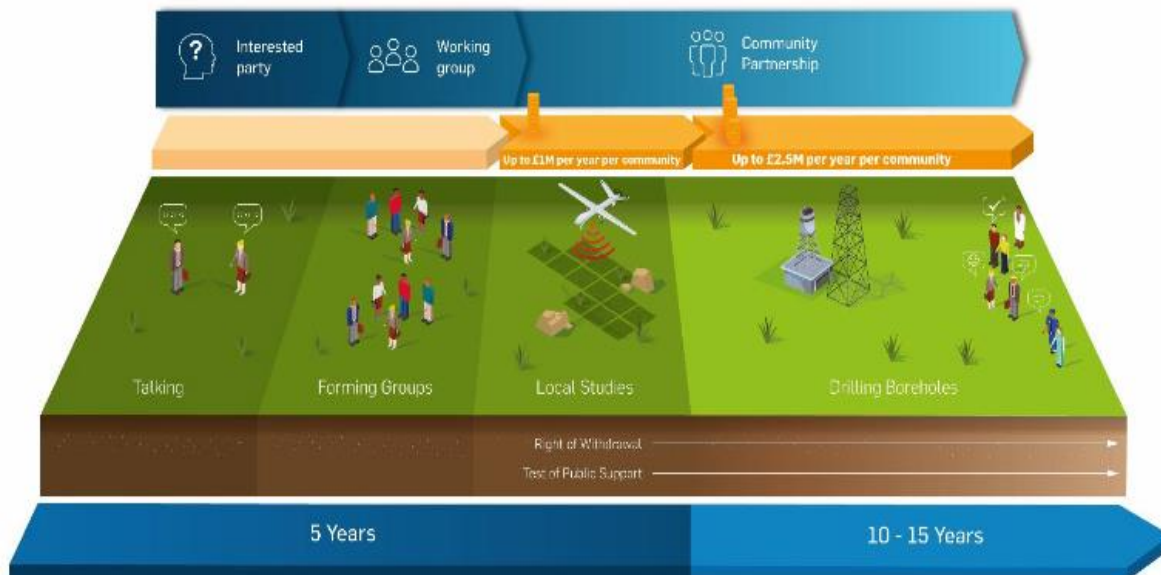 Interested
party
Working
group
Community
Partnership
Up to £1M per year per community
Up to £2.5M per year per community
Talking
Forming Groups
Local Studies
Drilling Boreholes
Right of Withdrawal
Test of Public Support
5 Years
10 - 15 Years